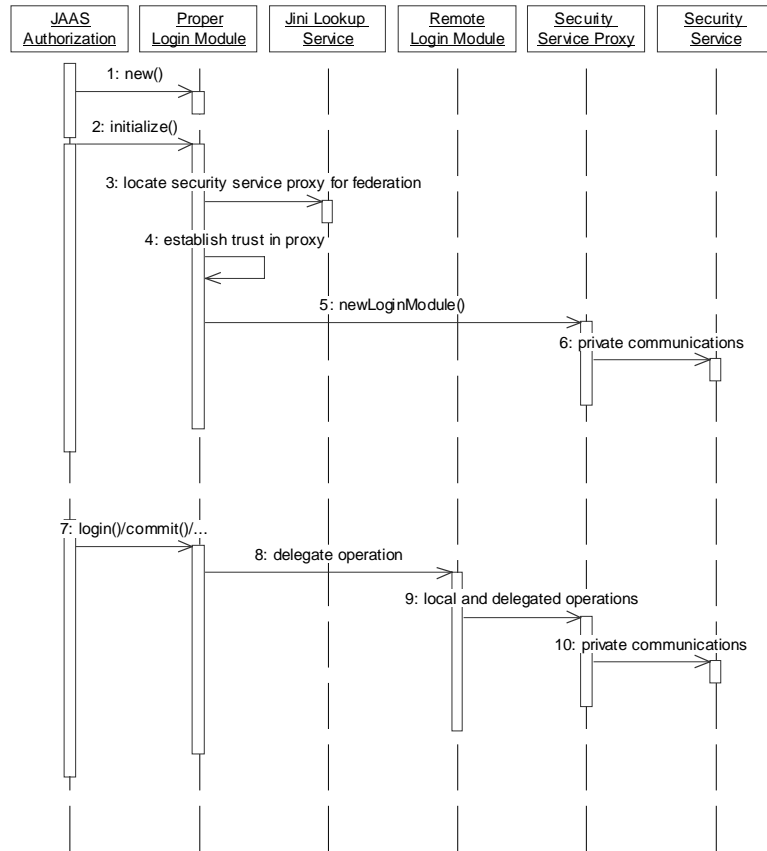 JAAS
Authorization
Proper
Login Module
Jini Lookup
Service
Remote
Login Module
Security
Service Proxy
Security
Service
1: new()
2: initialize()
3: locate security service proxy for federation
4: establish trust in proxy
5: newLoginModule()
6: private communications
7: login()/commit()/...
8: delegate operation
9: local and delegated operations
10: private communications